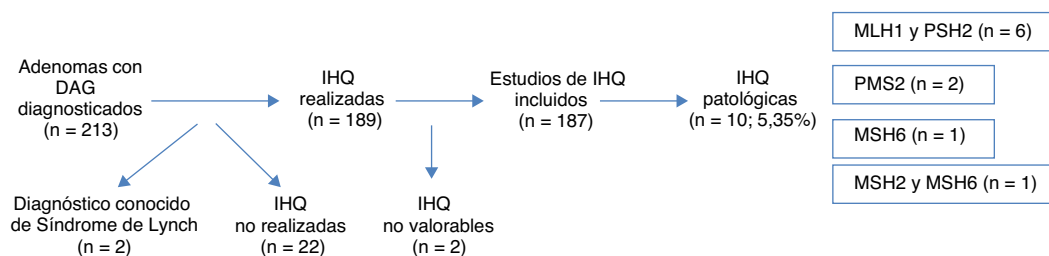 Adenomas con
DAG
diagnosticados
(n = 213)
IHQ
realizadas
(n = 189)
Estudios de IHQ
incluidos
(n = 187)
IHQ
patológicas
(n = 10; 5,35%)
MLH1 y PSH2 (n = 6)
PMS2 (n = 2)
MSH6 (n = 1)
MSH2 y MSH6 (n = 1)
Diagnóstico conocido
de Síndrome de Lynch
(n = 2)
IHQ
no realizadas
(n = 22)
IHQ
no valorables
(n = 2)